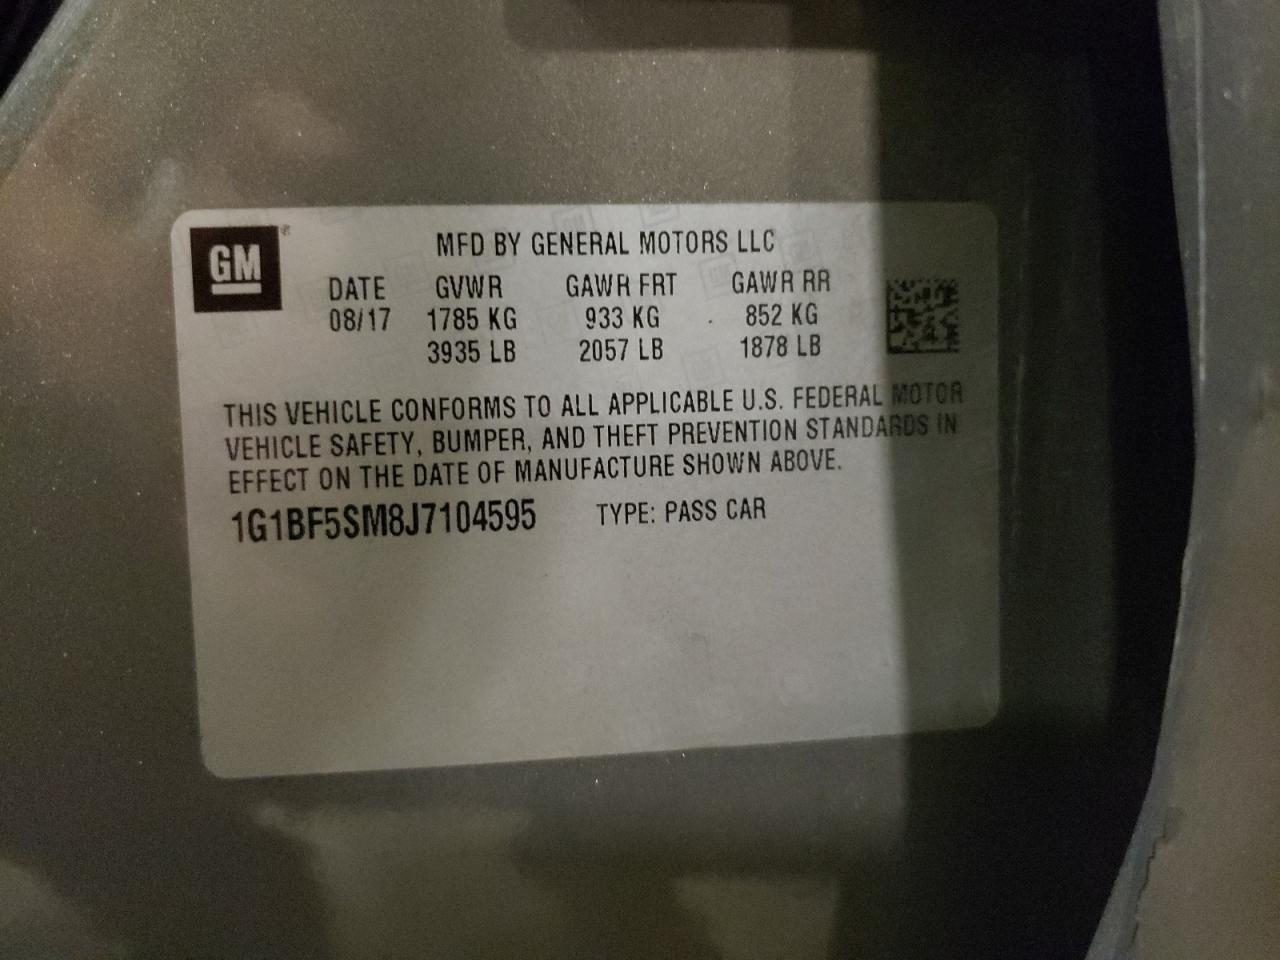 GM ®
MFD BY GENERAL MOTORS LLC
DATE GVWR GAWR FRT GAWR RR
08/17 1785 KG 933 KG 852 KG
3935 LB 2057 LB 1878 LB
THIS VEHICLE CONFORMS TO ALL APPLICABLE U.S. FEDERAL MOTOR
VEHICLE SAFETY, BUMPER, AND THEFT PREVENTION STANDARDS IN
EFFECT ON THE DATE OF MANUFACTURE SHOWN ABOVE.
1G1BF5SM8J7104595 TYPE: PASS CAR